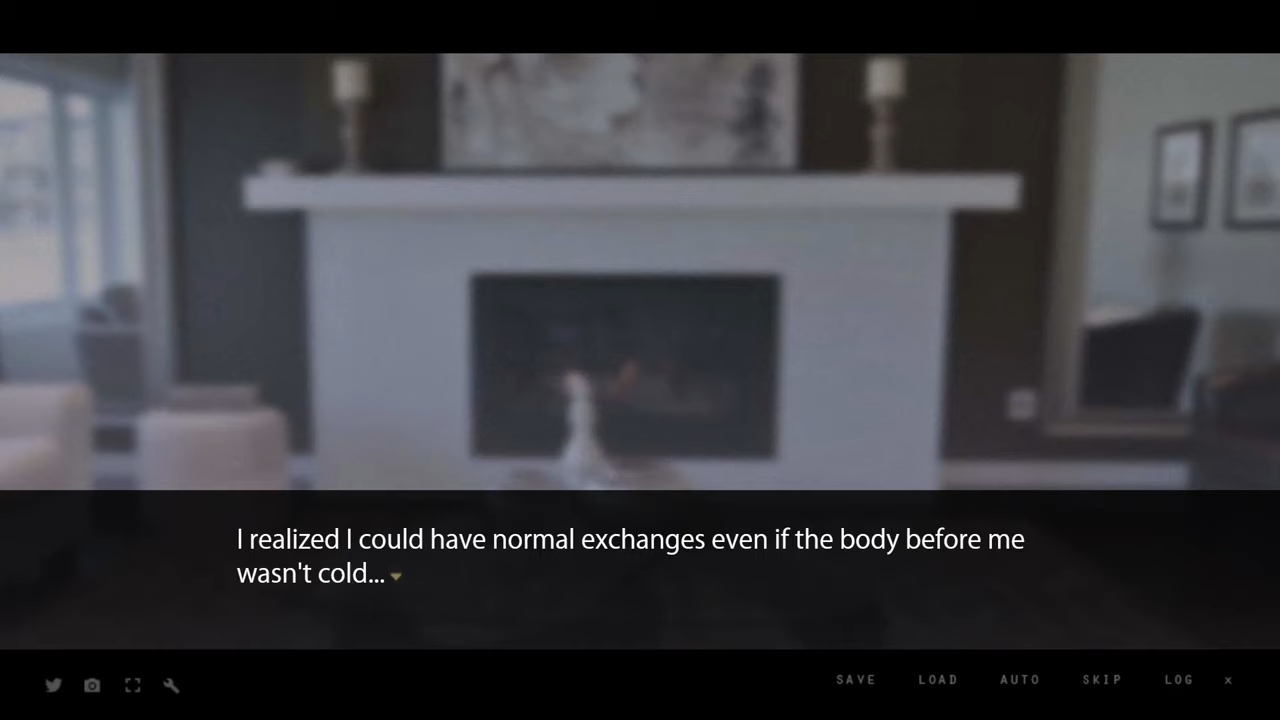 I realized I could have normal exchanges even if the body before me
wasn't cold...
SAVE LOAD AUTO SKIP LOG x